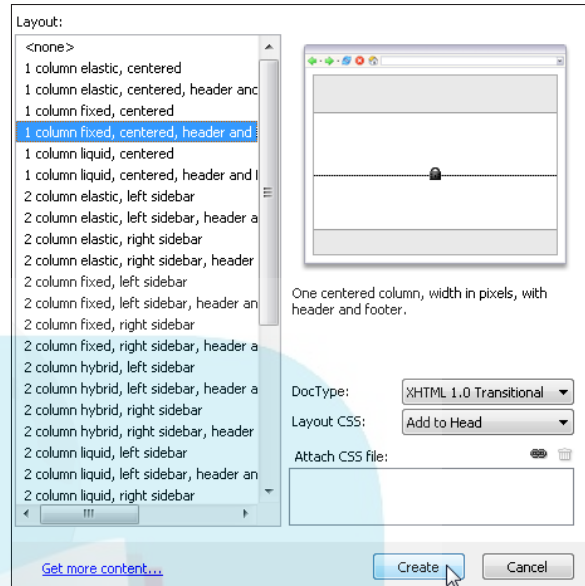 Layout:
<none>
1 column elastic, centered
1 column elastic, centered, header and
1 column fixed, centered
1 column fixed, centered, header and
1 column liquid, centered
1 column liquid, centered, header and
2 column elastic, left sidebar
2 column elastic, left sidebar, header a
2 column elastic, right sidebar
2 column elastic, right sidebar, header
2 column fixed, left sidebar
2 column fixed, left sidebar, header an
2 column fixed, right sidebar
2 column fixed, right sidebar, header a
2 column hybrid, left sidebar
2 column hybrid, left sidebar, header a
2 column hybrid, right sidebar
2 column hybrid, right sidebar, header
2 column liquid, left sidebar
2 column liquid, left sidebar, header an
2 column liquid, right sidebar
One centered column, width in pixels, with
header and footer.
DocType: XHTML 1.0 Transitional
Layout CSS: Add to Head
Attach CSS file:
Get more content...
Create
Cancel